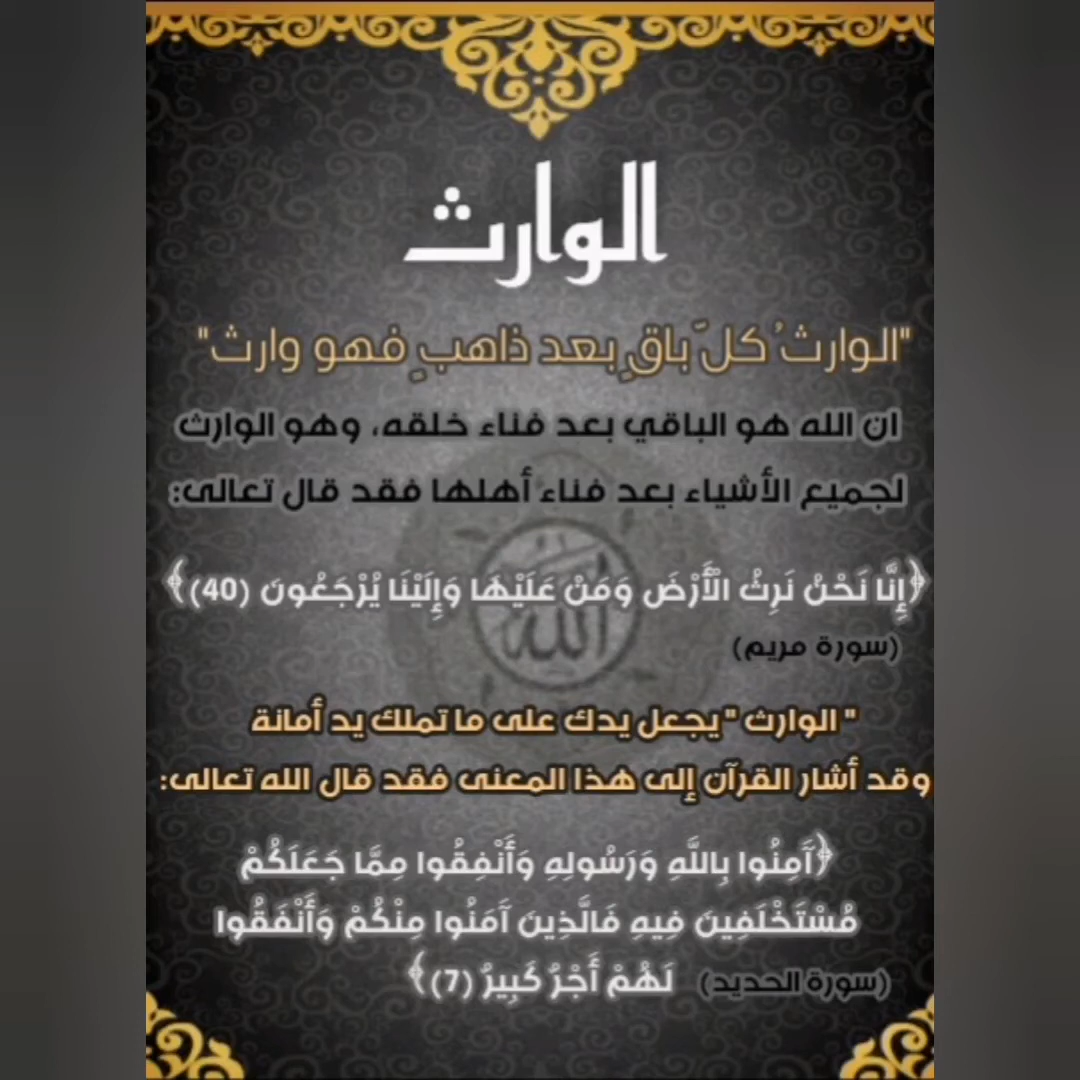 الوارث
"الوارثُ كلّ باقٍ بعد ذاهبٍ فهو وارث"
ان الله هو الباقي بعد فناء خلقه، وهو الوارث
لجميع الأشياء بعد فناء أهلها فقد قال تعالى:
﴿إِنَّا نَحْنُ نَرِثُ الْأَرْضَ وَمَنْ عَلَيْهَا وَإِلَيْنَا يُرْجَعُونَ (40)﴾
(سورة مريم)
الله
" الوارث " يجعل يدك على ما تملك يد أمانة
وقد أشار القرآن إلى هذا المعنى فقد قال الله تعالى:
﴿آَمِنُوا بِاللَّهِ وَرَسُولِهِ وَأَنْفِقُوا مِمَّا جَعَلَكُمْ
مُسْتَخْلَفِينَ فِيهِ فَالَّذِينَ آَمَنُوا مِنْكُمْ وَأَنْفَقُوا
لَهُمْ أَجْرٌ كَبِيرٌ (7)﴾ (سورة الحديد)